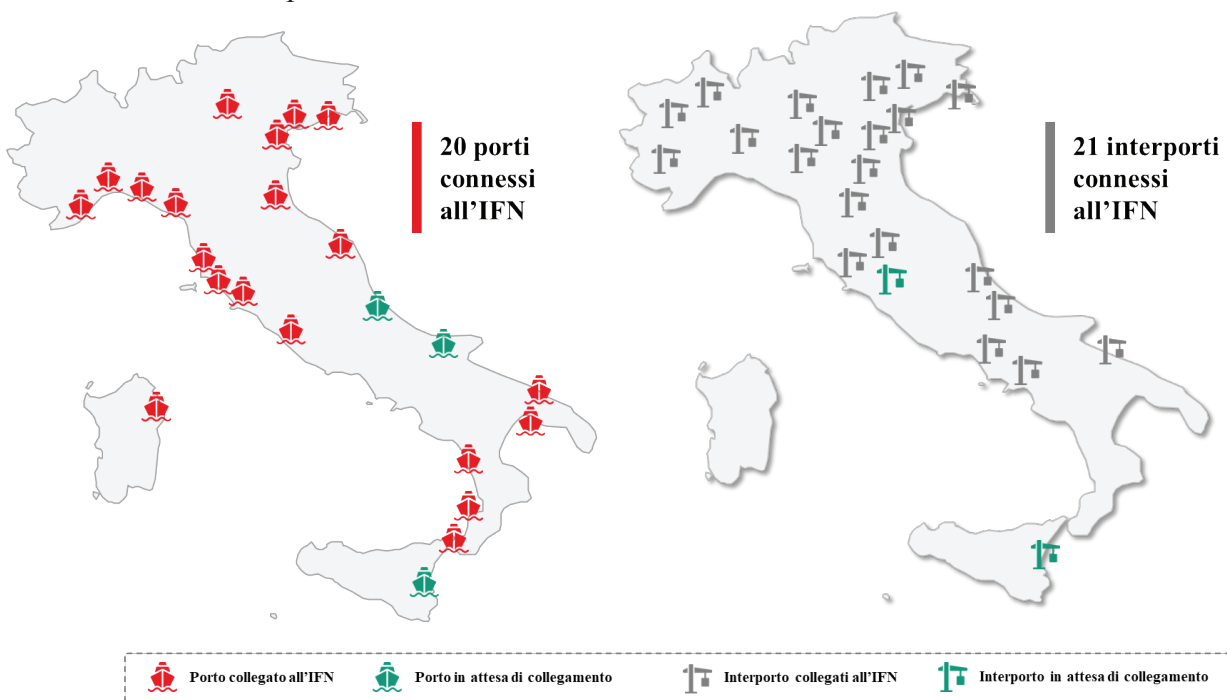 20 porti
connessi
all'IFN
21 interporti
connessi
all'IFN
Porto collegato all'IFN
Porto in attesa di collegamento
Interporto collegati all'IFN
Interporto in attesa di collegamento